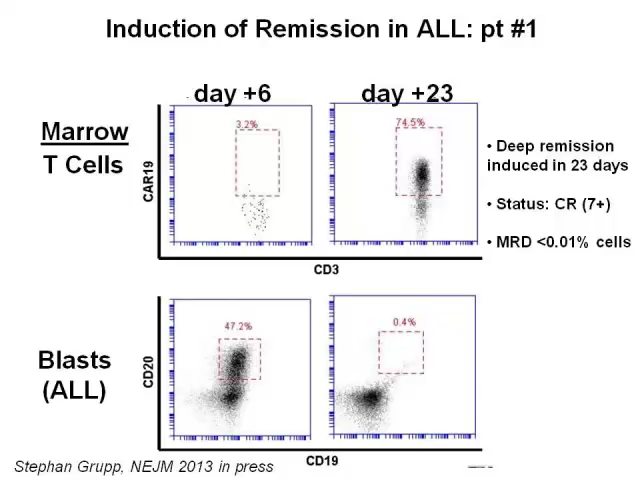 Induction of Remission in ALL: pt #1
day +6
day +23
Marrow
T Cells
3.2%
74.5%
CAR19
CD3
• Deep remission
induced in 23 days
• Status: CR (7+)
• MRD <0.01% cells
Blasts
(ALL)
47.2%
0.4%
CD20
CD19
Stephan Grupp, NEJM 2013 in press